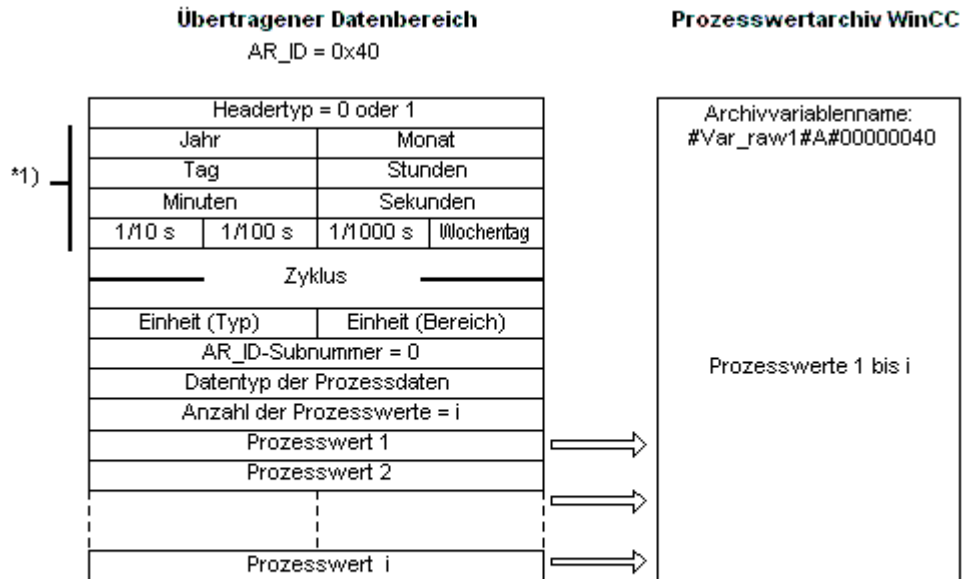 Übertragener Datenbereich
AR_ID = 0x40
Prozesswertarchiv WinCC
*1)
Headertyp = 0 oder 1
Jahr Monat
Tag Stunden
Minuten Sekunden
1/10 s 1/100 s 1/1000 s Wochentag
Zyklus
Einheit (Typ) Einheit (Bereich)
AR_ID-Subnummer = 0
Datentyp der Prozessdaten
Anzahl der Prozesswerte = i
Prozesswert 1
Prozesswert 2
Prozesswert i
Archivvariablenname:
#Var_raw1#A#00000040
Prozesswerte 1 bis i